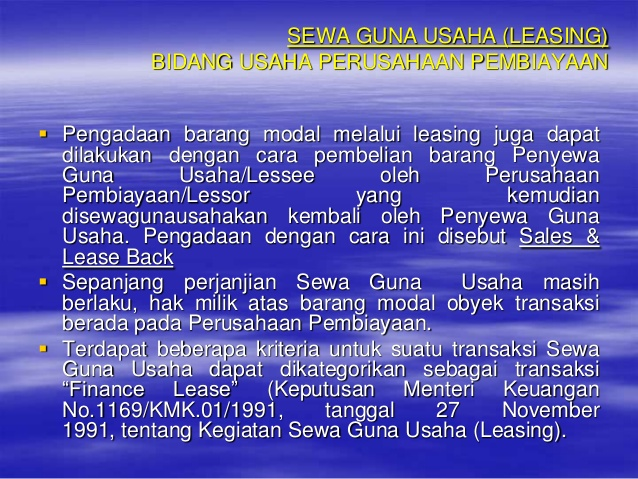 SEWA GUNA USAHA (LEASING)
BIDANG USAHA PERUSAHAAN PEMBIAYAAN
▪ Pengadaan barang modal melalui leasing juga dapat
dilakukan dengan cara pembelian barang Penyewa
Guna Usaha/Lessee oleh Perusahaan
Pembiayaan/Lessor yang kemudian
disewagunausahakan kembali oleh Penyewa Guna
Usaha. Pengadaan dengan cara ini disebut Sales &
Lease Back
▪ Sepanjang perjanjian Sewa Guna Usaha masih
berlaku, hak milik atas barang modal obyek transaksi
berada pada Perusahaan Pembiayaan.
▪ Terdapat beberapa kriteria untuk suatu transaksi Sewa
Guna Usaha dapat dikategorikan sebagai transaksi
“Finance Lease” (Keputusan Menteri Keuangan
No.1169/KMK.01/1991, tanggal 27 November
1991, tentang Kegiatan Sewa Guna Usaha (Leasing).